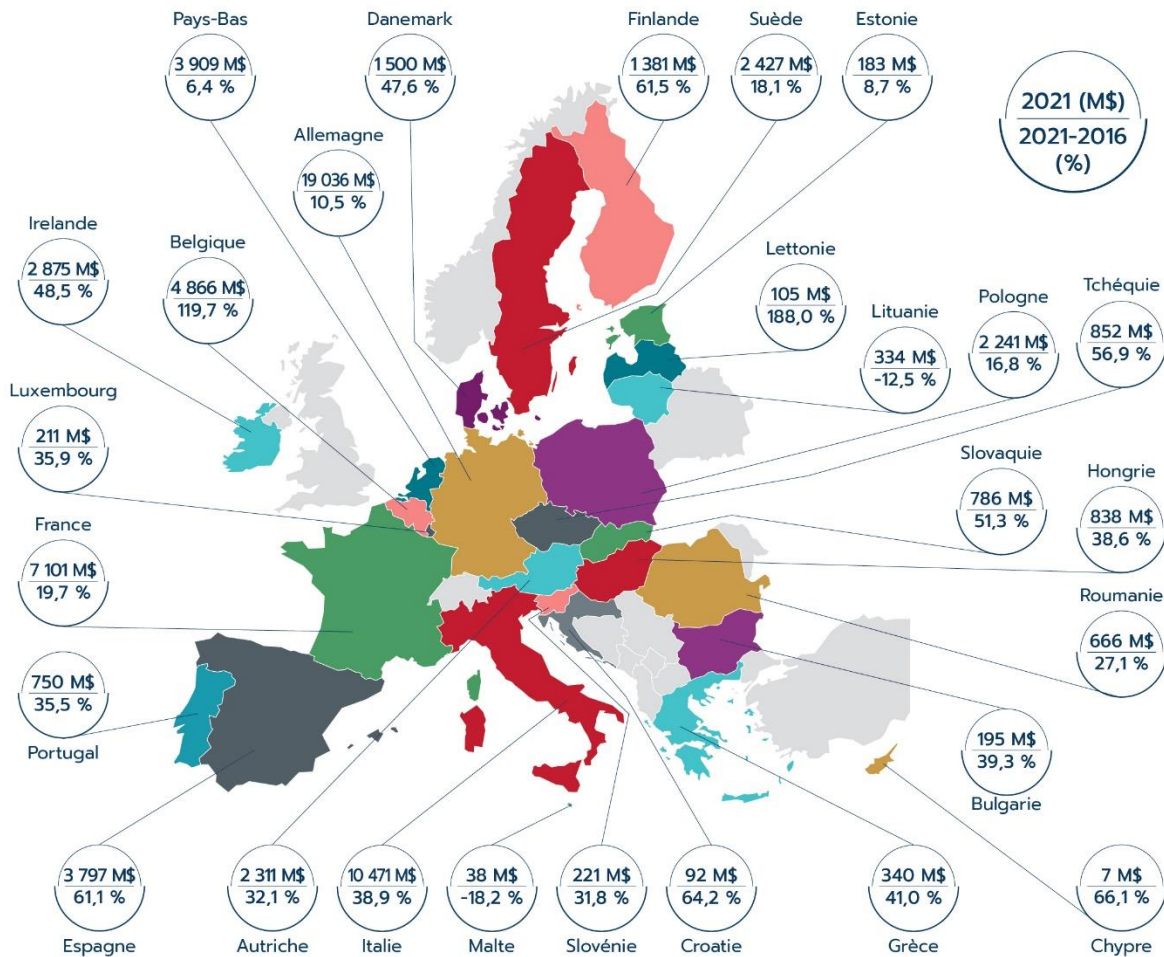 Pays-Bas
3 909 M$
6,4 %
Danemark
1 500 M$
47,6 %
Finlande
1 381 M$
61,5 %
Suède
2 427 M$
18,1 %
Estonie
183 M$
8,7 %
2021 (M$)
2021-2016
(%)
Allemagne
19 036 M$
10,5 %
Irelande
2 875 M$
48,5 %
Belgique
4 866 M$
119,7 %
Lettonie
105 M$
188,0 %
Lituanie
334 M$
-12,5 %
Pologne
2 241 M$
16,8 %
Tchéquie
852 M$
56,9 %
Luxembourg
211 M$
35,9 %
Slovaquie
786 M$
51,3 %
Hongrie
838 M$
38,6 %
France
7 101 M$
19,7 %
Roumanie
666 M$
27,1 %
750 M$
35,5 %
Portugal
195 M$
39,3 %
Bulgarie
3 797 M$
61,1 %
Espagne
2 311 M$
32,1 %
Autriche
10 471 M$
38,9 %
Italie
38 M$
-18,2 %
Malte
221 M$
31,8 %
Slovénie
92 M$
64,2 %
Croatie
340 M$
41,0 %
Grèce
7 M$
66,1 %
Chypre